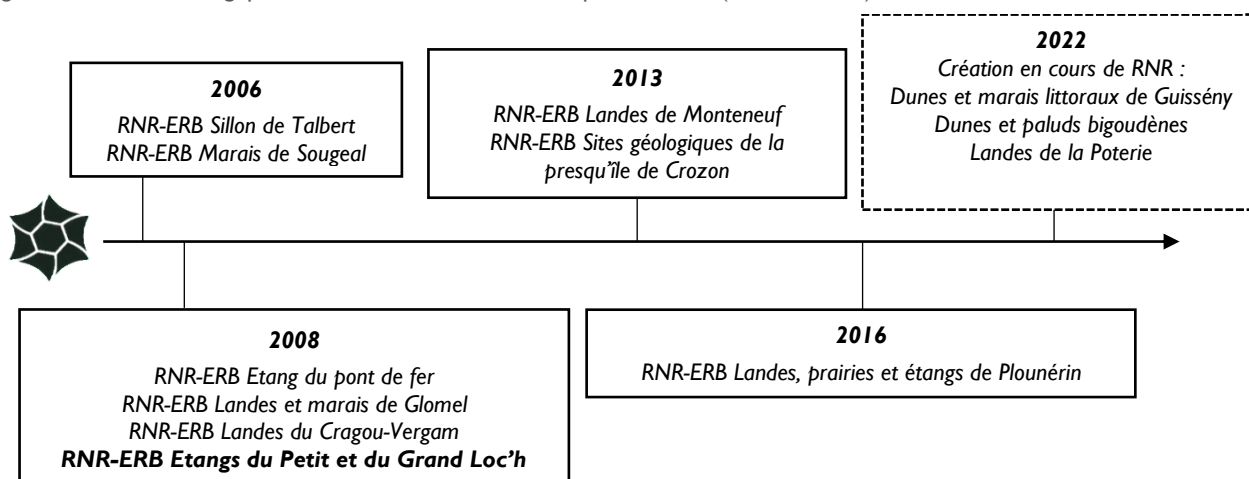 2006
RNR-ERB Sillon de Talbert
RNR-ERB Marais de Sougeal
2013
RNR-ERB Landes de Monteneuf
RNR-ERB Sites géologiques de la
presqu'île de Crozon
2022
Création en cours de RNR :
Dunes et marais littoraux de Guissény
Dunes et paluds bigoudènes
Landes de la Poterie
2008
RNR-ERB Etang du pont de fer
RNR-ERB Landes et marais de Glomel
RNR-ERB Landes du Cragou-Vergam
RNR-ERB Etangs du Petit et du Grand Loc'h
2016
RNR-ERB Landes, prairies et étangs de Plounérin